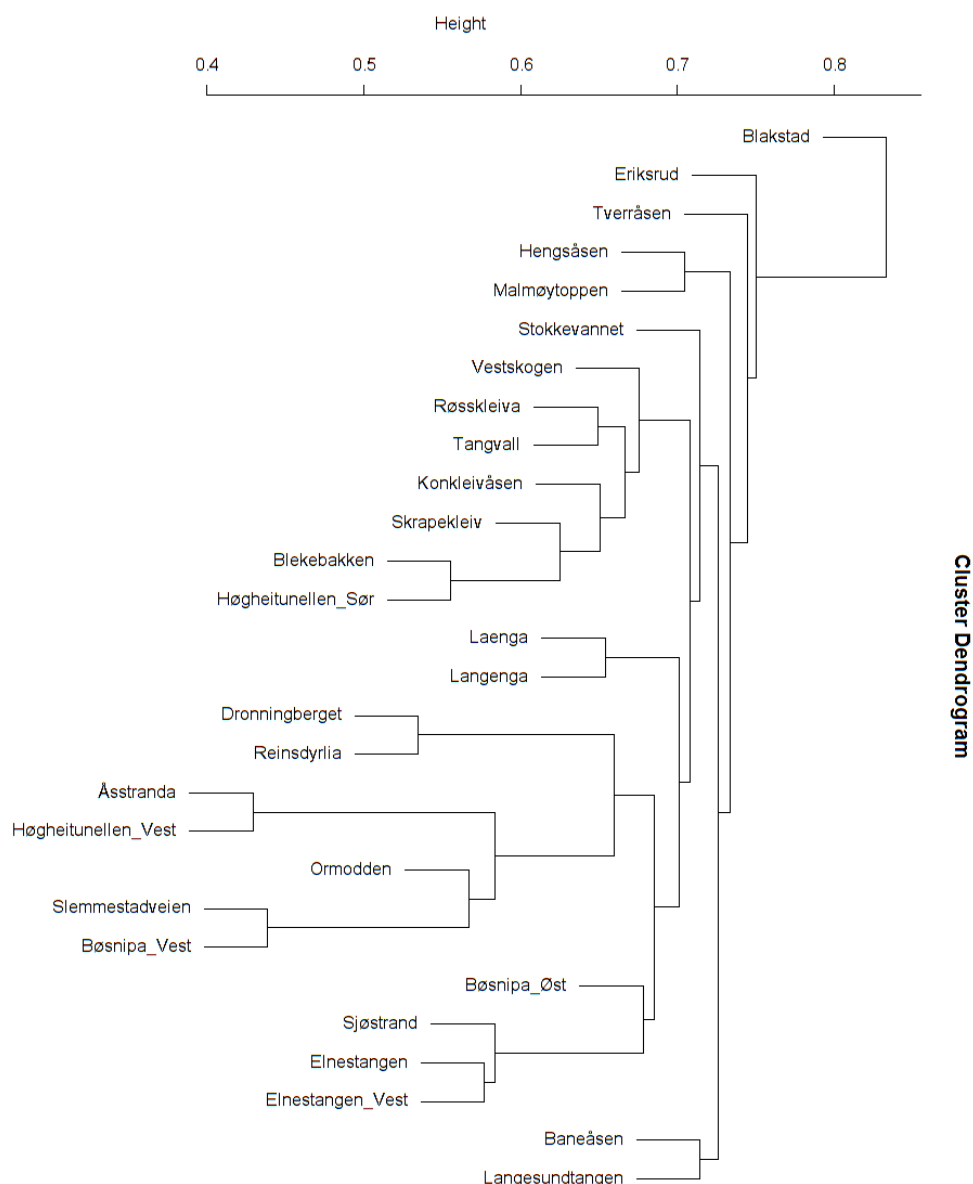 Height
0.4 0.5 0.6 0.7 0.8
Blakstad
Eriksrud
Tverråsen
Hengsåsen
Malmøytoppen
Stokkevannet
Vestskogen
Røsskleiva
Tangvall
Konkleivåsen
Skrapekleiv
Blekebakken
Høgheitunellen_Sør
Laenga
Langenga
Dronningberget
Reinsdyrlia
Åsstranda
Høgheitunellen_Vest
Ormodden
Slemmestadveien
Bøsnipa_Vest
Bøsnipa_Øst
Sjøstrand
Elnestangen
Elnestangen_Vest
Baneåsen
Langesundtangen
Cluster Dendrogram